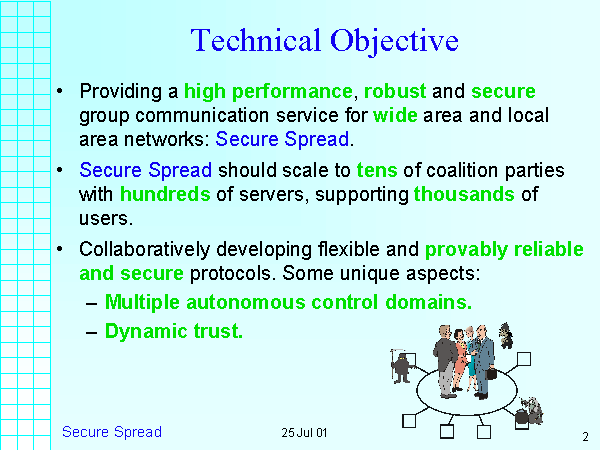 Technical Objective
• Providing a high performance, robust and secure
group communication service for wide area and local
area networks: Secure Spread.
• Secure Spread should scale to tens of coalition parties
with hundreds of servers, supporting thousands of
users.
• Collaboratively developing flexible and provably reliable
and secure protocols. Some unique aspects:
– Multiple autonomous control domains.
– Dynamic trust.
Secure Spread
25 Jul 01
2